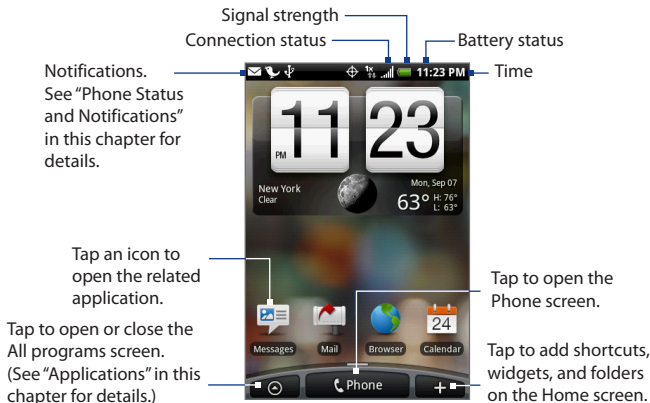 Signal strength
Connection status
Battery status
Notifications.
See “Phone Status
and Notifications”
in this chapter for
details.
Time
1x
11:23 PM
11
23
PM
New York
Clear
Mon, Sep 07
63° H: 76°
L: 63°
Tap an icon to
open the related
application.
Tap to open the
Phone screen.
24
Messages
Mail
Browser
Calendar
Tap to open or close the
All programs screen.
(See “Applications” in this
chapter for details.)
Phone
+
Tap to add shortcuts,
widgets, and folders
on the Home screen.